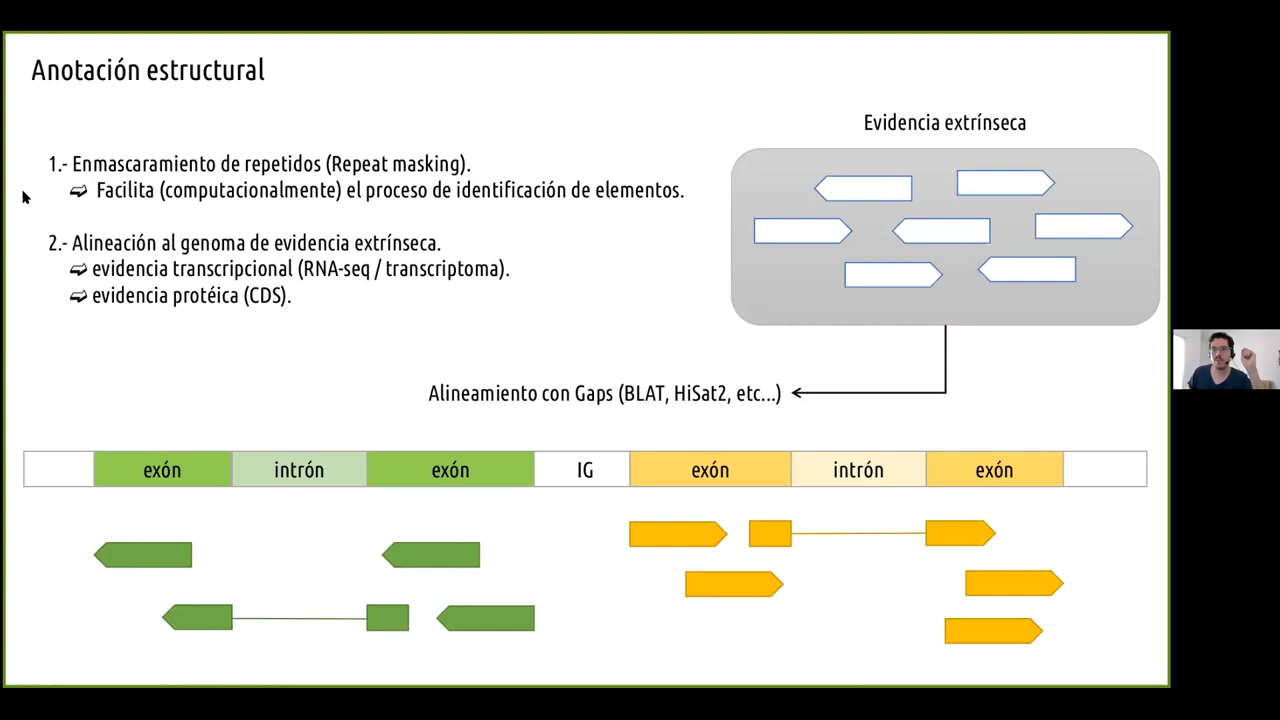 Anotación estructural
Evidencia extrínseca
1.- Enmascaramiento de repetidos (Repeat masking).
➫ Facilita (computacionalmente) el proceso de identificación de elementos.
2.- Alineación al genoma de evidencia extrínseca.
➫ evidencia transcripcional (RNA-seq / transcriptoma).
➫ evidencia protéica (CDS).
Alineamiento con Gaps (BLAT, HiSat2, etc...)
exón intrón exón IG exón intrón exón